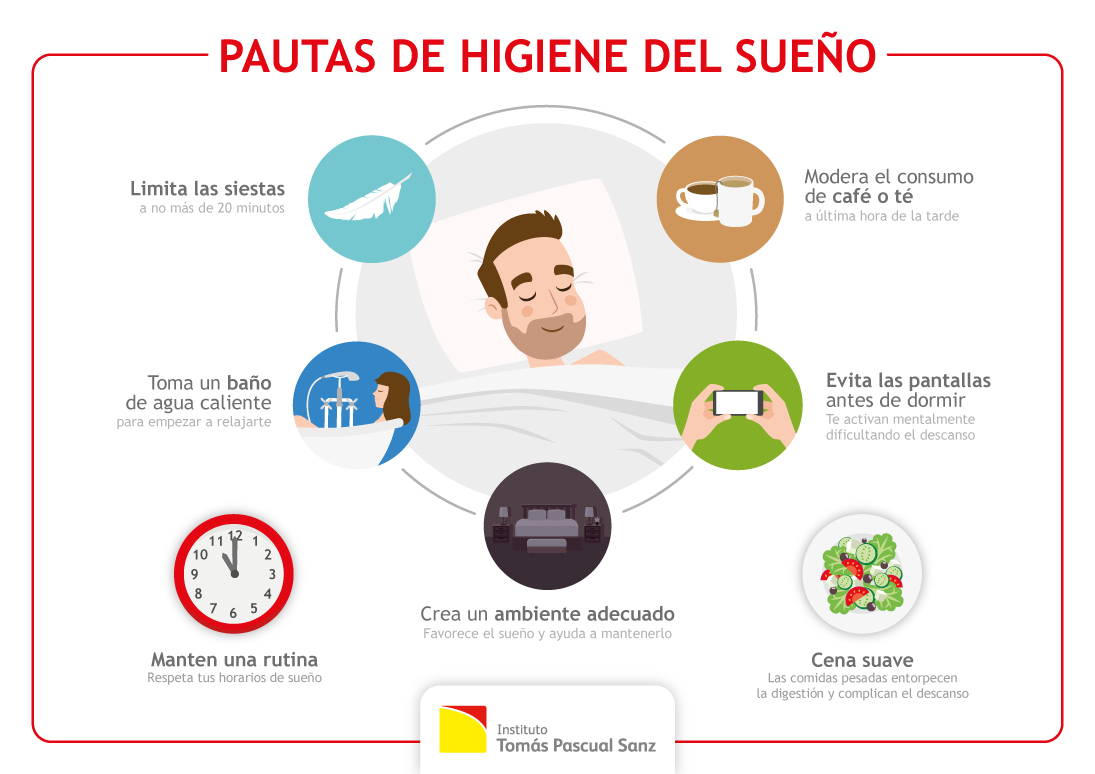 PAUTAS DE HIGIENE DEL SUEÑO
Limita las siestas
a no más de 20 minutos
Modera el consumo
de café o té
a última hora de la tarde
Toma un baño
de agua caliente
para empezar a relajarte
Evita las pantallas
antes de dormir
Te activan mentalmente
dificultando el descanso
12
1
2
3
4
5
6
7
8
9
10
11
Manten una rutina
Respeta tus horarios de sueño
Crea un ambiente adecuado
Favorece el sueño y ayuda a mantenerlo
Cena suave
Las comidas pesadas entorpecen
la digestión y complican el descanso
Instituto
Tomás Pascual Sanz